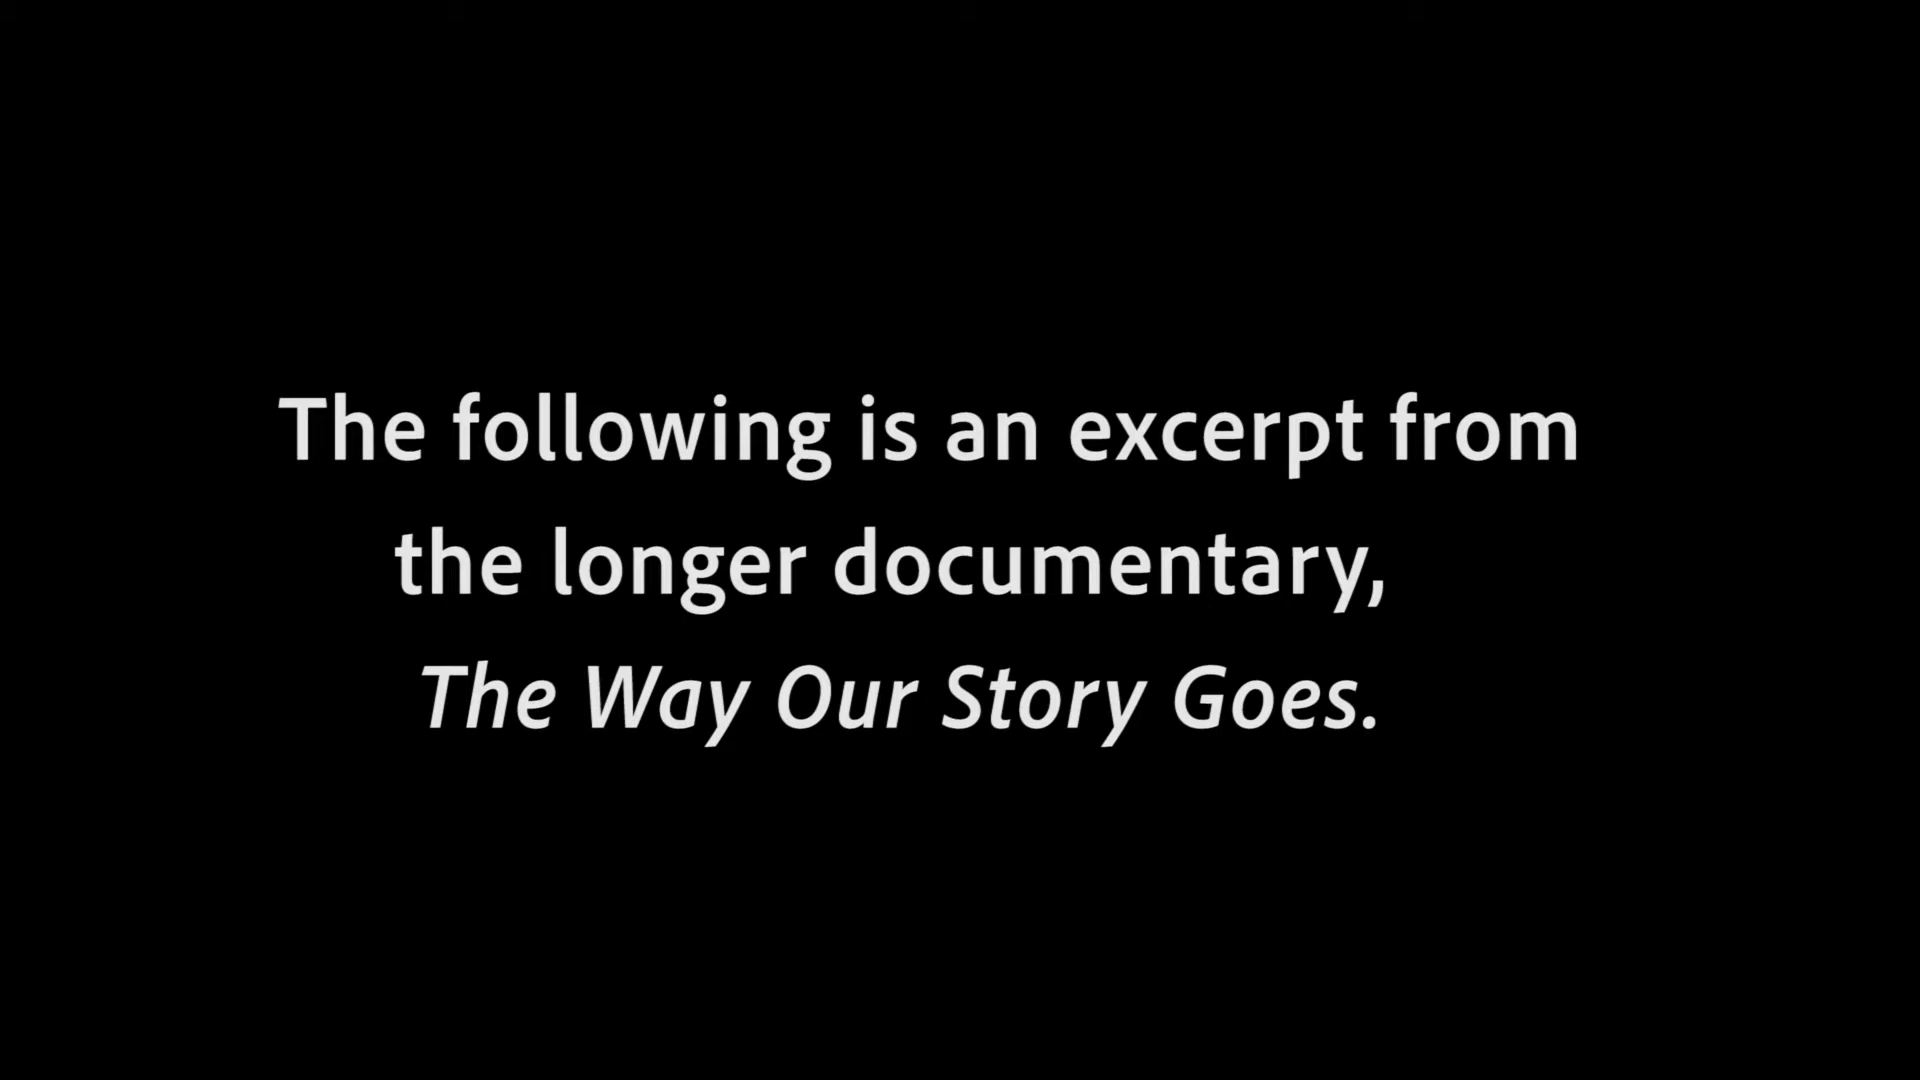 The following is an excerpt from
the longer documentary,
The Way Our Story Goes.